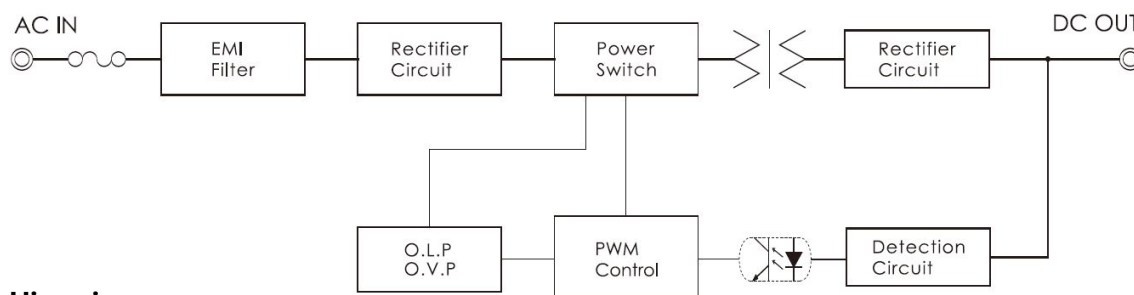 AC IN
DC OUT
EMI
Filter
Rectifier
Circuit
Power
Switch
Rectifier
Circuit
O.L.P
O.V.P
PWM
Control
Detection
Circuit